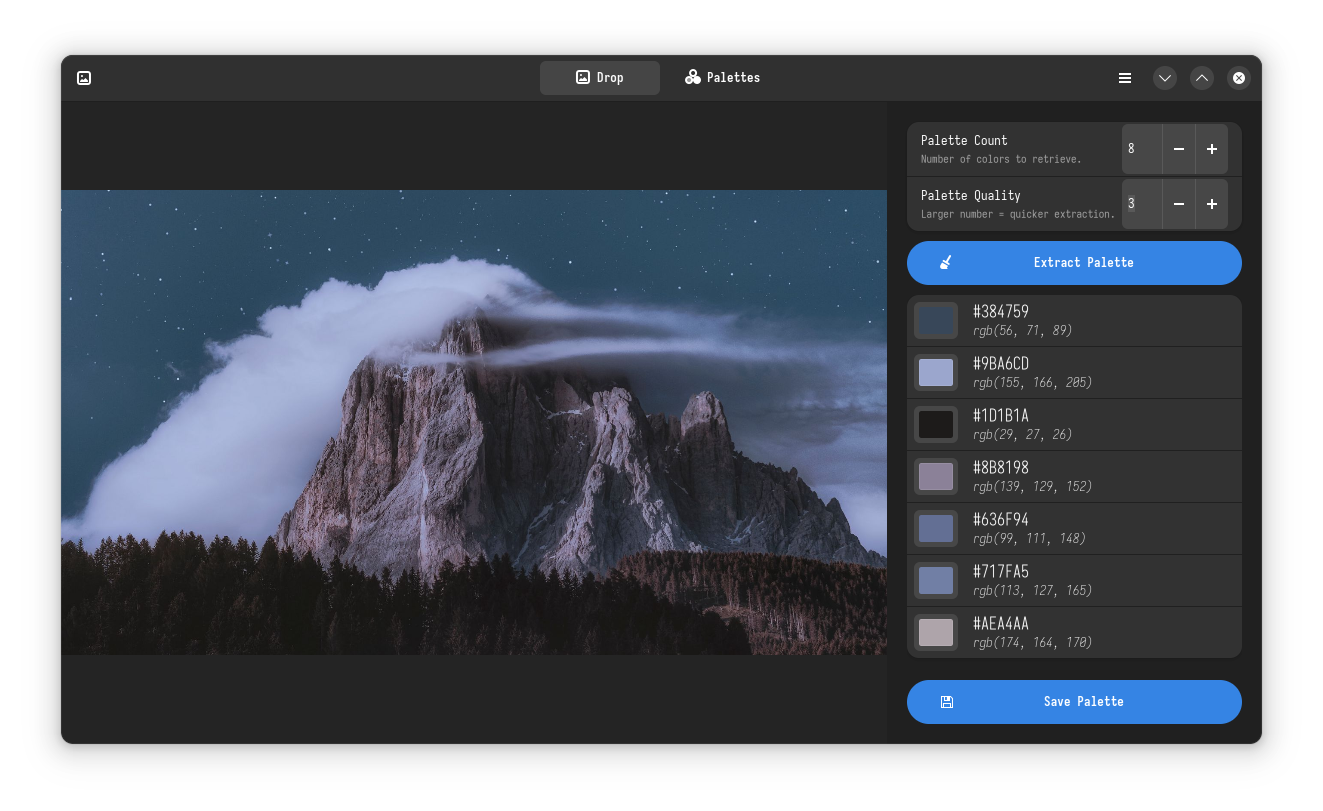 Drop
Palettes
Palette Count
Number of colors to retrieve.
8
Palette Quality
Larger number = quicker extraction.
3
Extract Palette
#384759
rgb(56, 71, 89)
#9BA6CD
rgb(155, 166, 205)
#1D1B1A
rgb(29, 27, 26)
#8B8198
rgb(139, 129, 152)
#636F94
rgb(99, 111, 148)
#717FA5
rgb(113, 127, 165)
#AEA4AA
rgb(174, 164, 170)
Save Palette